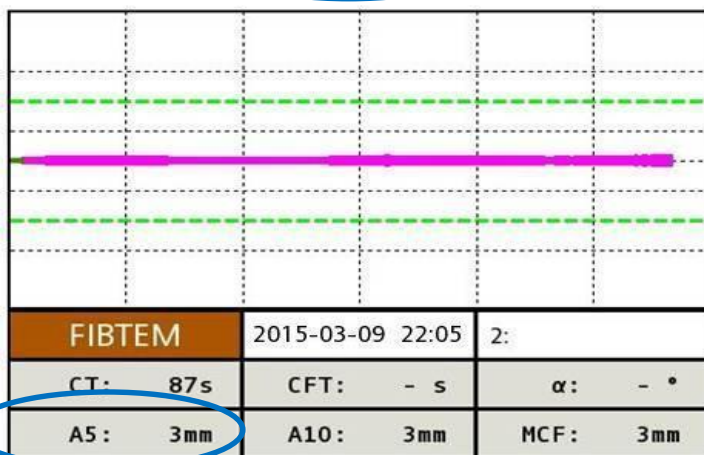 FIBTEM 2015-03-09 22:05 2:
CT: 87s CFT: - s α: - °
A5: 3mm A10: 3mm MCF: 3mm